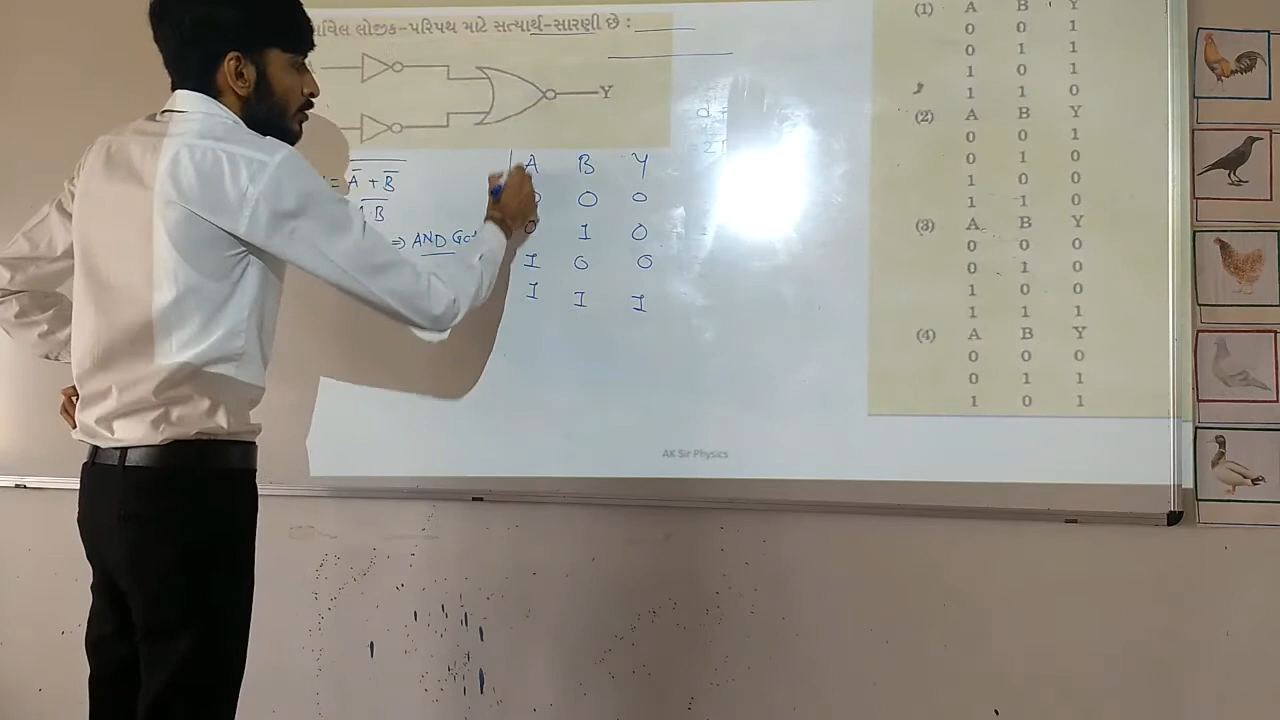 લોજીક-પરિપથ માટે સત્યાર્થ-સારણી છે :
Y
= A̅ + B̅
B
=> AND
A B Y
0 0
0 1 0
1 0 0
1 1 1
(1) A B Y
0 0 1
0 1 1
1 0 1
1 1 0
(2) A B Y
0 0 1
0 1 0
1 0 0
1 1 0
(3) A B Y
0 0 0
0 1 0
1 0 0
1 1 1
(4) A B Y
0 0 0
0 1 1
1 0 1
AK Sir Physics